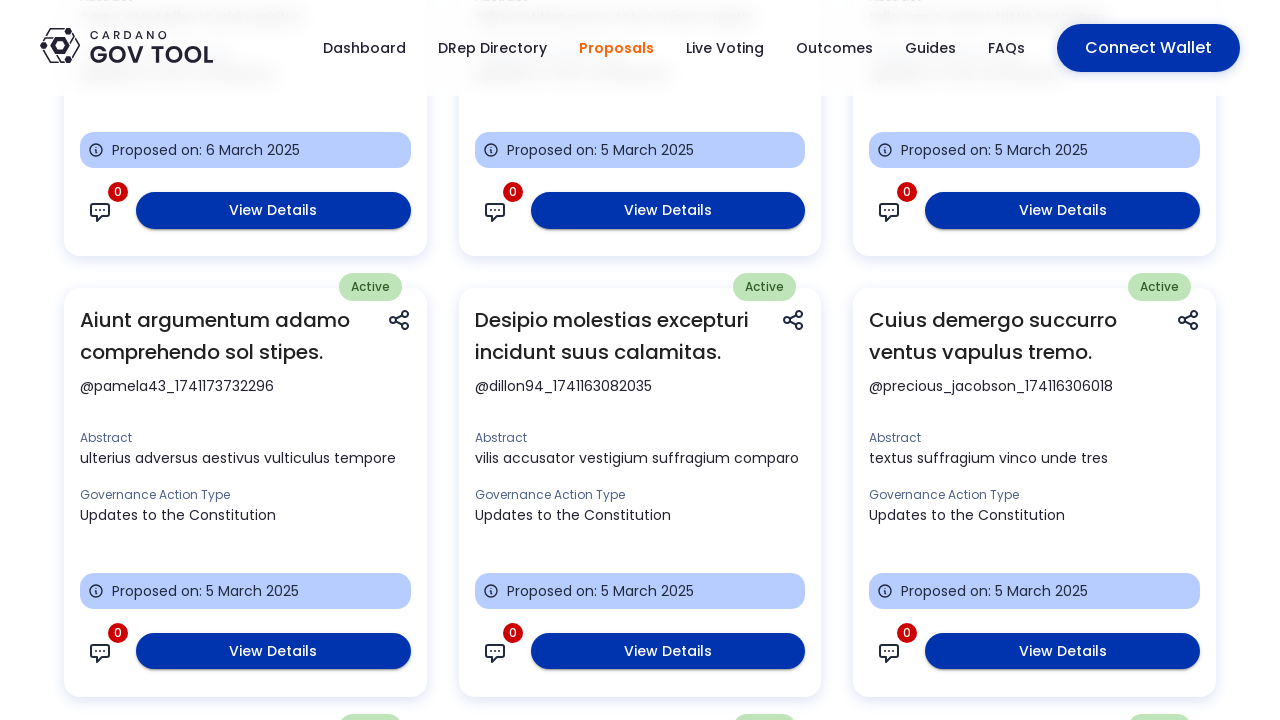 CARDANO
GOV TOOL
Dashboard
DRep Directory
Proposals
Live Voting
Outcomes
Guides
FAQs
Connect Wallet
Proposed on: 6 March 2025
Proposed on: 5 March 2025
Proposed on: 5 March 2025
0
View Details
0
View Details
0
View Details
Active
Aiunt argumentum adamo
comprehendo sol stipes.
@pamela43_1741173732296
Abstract
ulterius adversus aestivus vulticulus tempore
Governance Action Type
Updates to the Constitution
Proposed on: 5 March 2025
0
View Details
Active
Desipio molestias excepturi
incidunt suus calamitas.
@dillon94_1741163082035
Abstract
vilis accusator vestigium suffragium comparo
Governance Action Type
Updates to the Constitution
Proposed on: 5 March 2025
0
View Details
Active
Cuius demergo succurro
ventus vapulus tremo.
@precious_jacobson_174116306018
Abstract
textus suffragium vinco unde tres
Governance Action Type
Updates to the Constitution
Proposed on: 5 March 2025
0
View Details